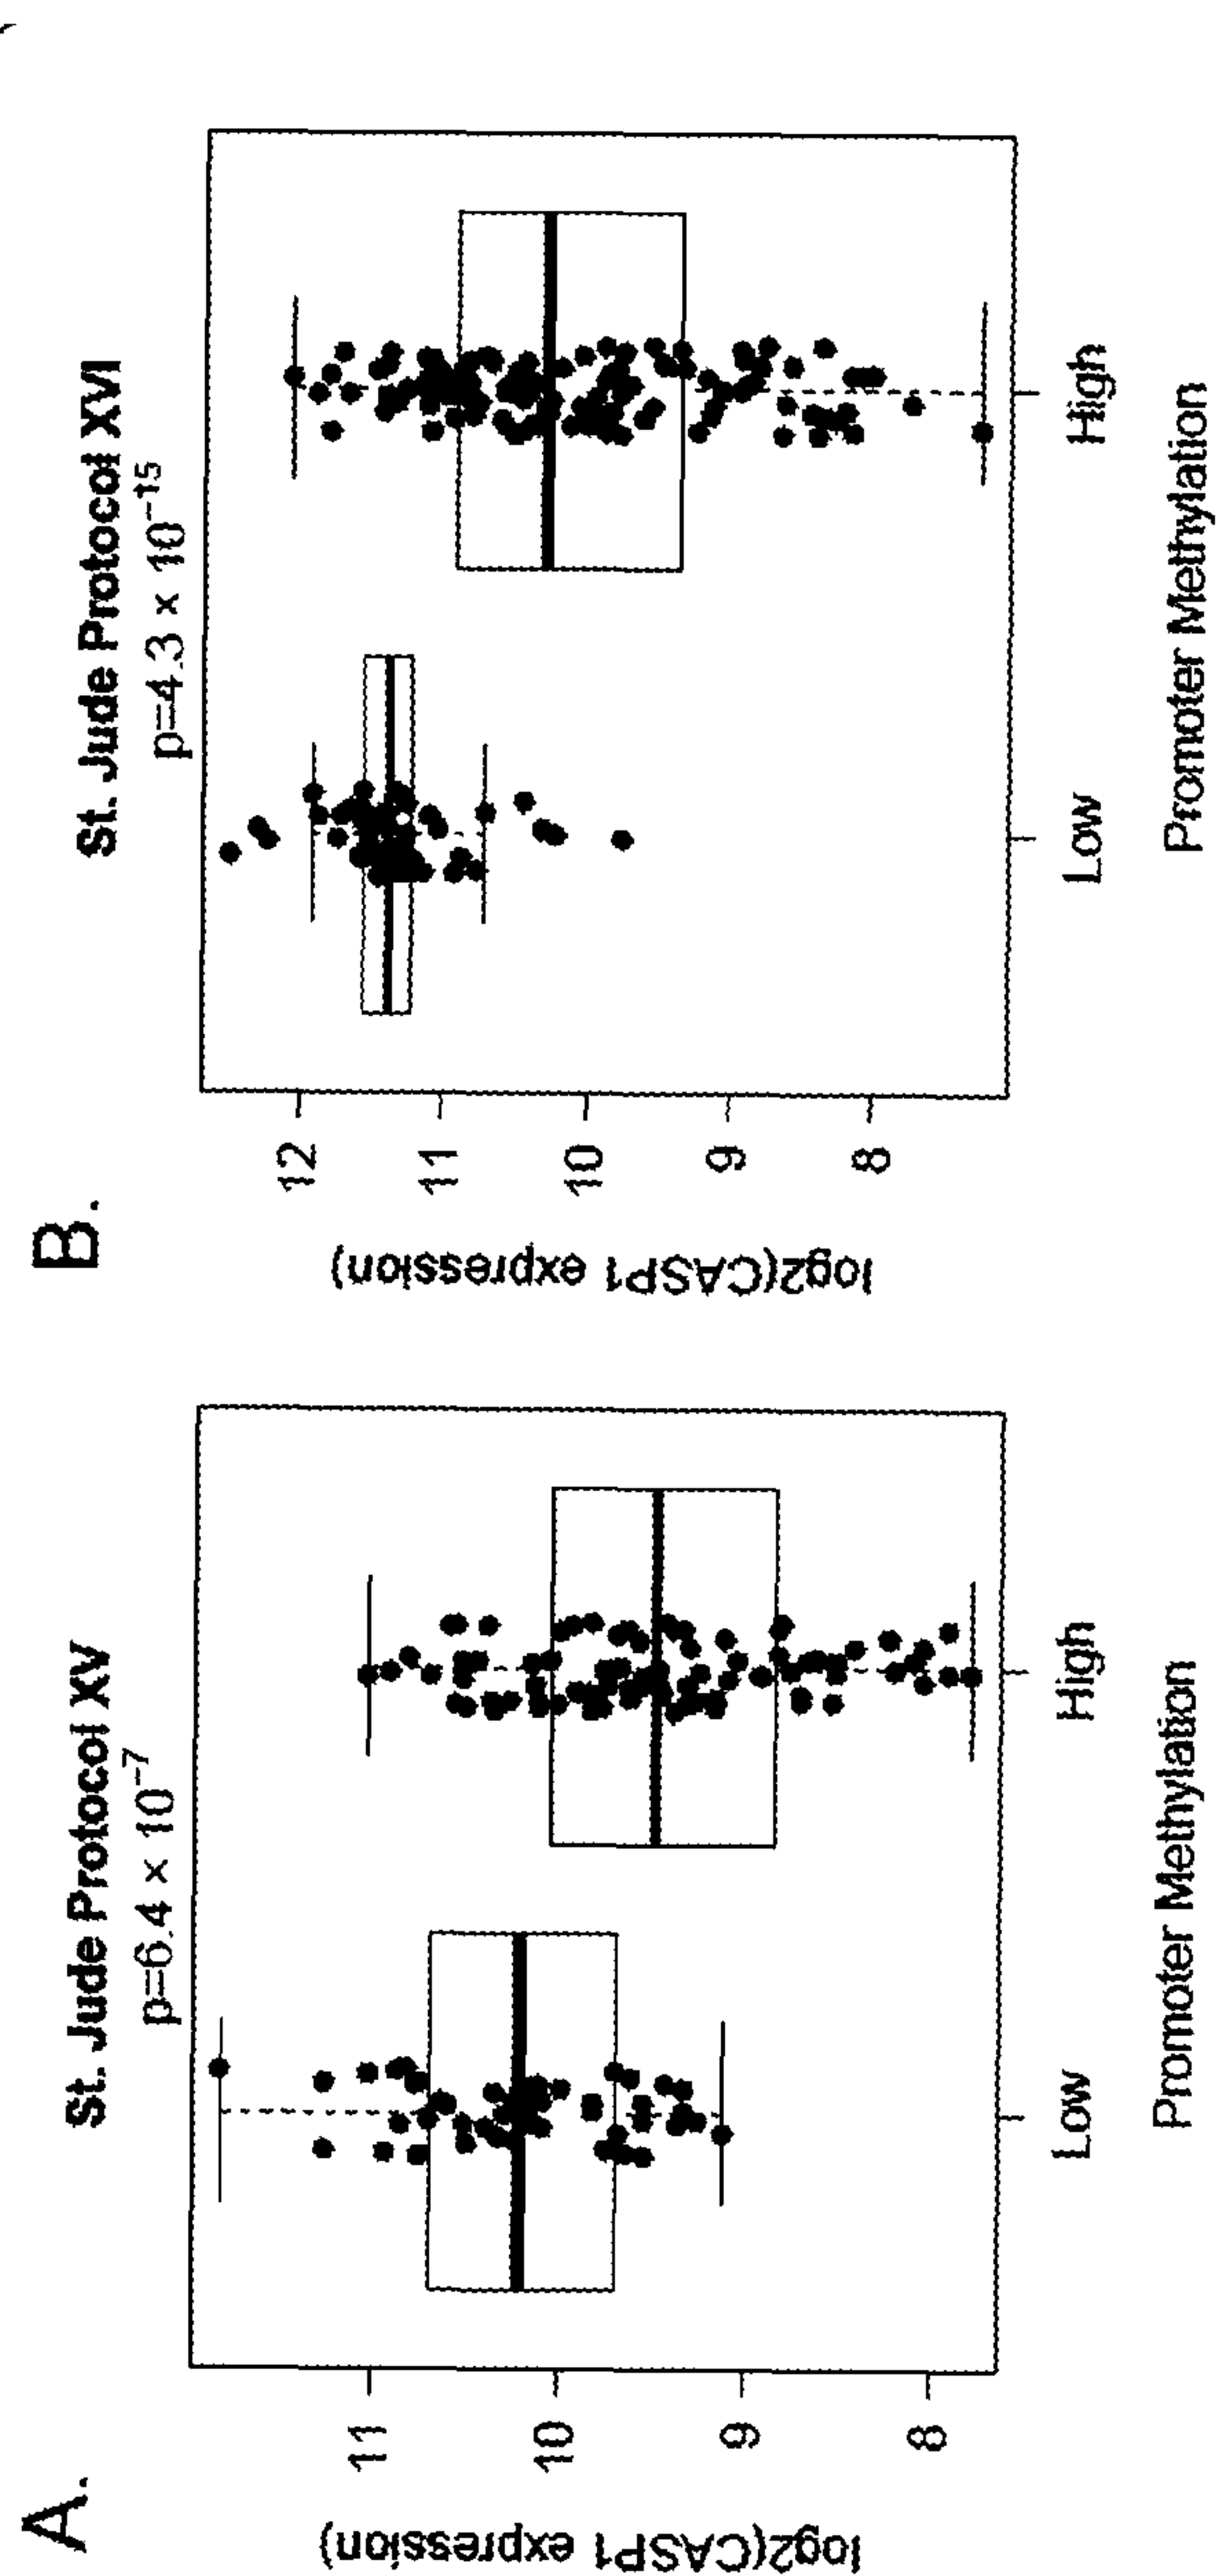 A.
St. Jude Protocol XV
p=6.4 × 10⁻⁷
log2(CASP1 expression)
11
10
9
8
Low
High
Promoter Methylation
B.
St. Jude Protocol XVI
p=4.3 × 10⁻¹⁵
log2(CASP1 expression)
12
11
10
9
8
Low
High
Promoter Methylation